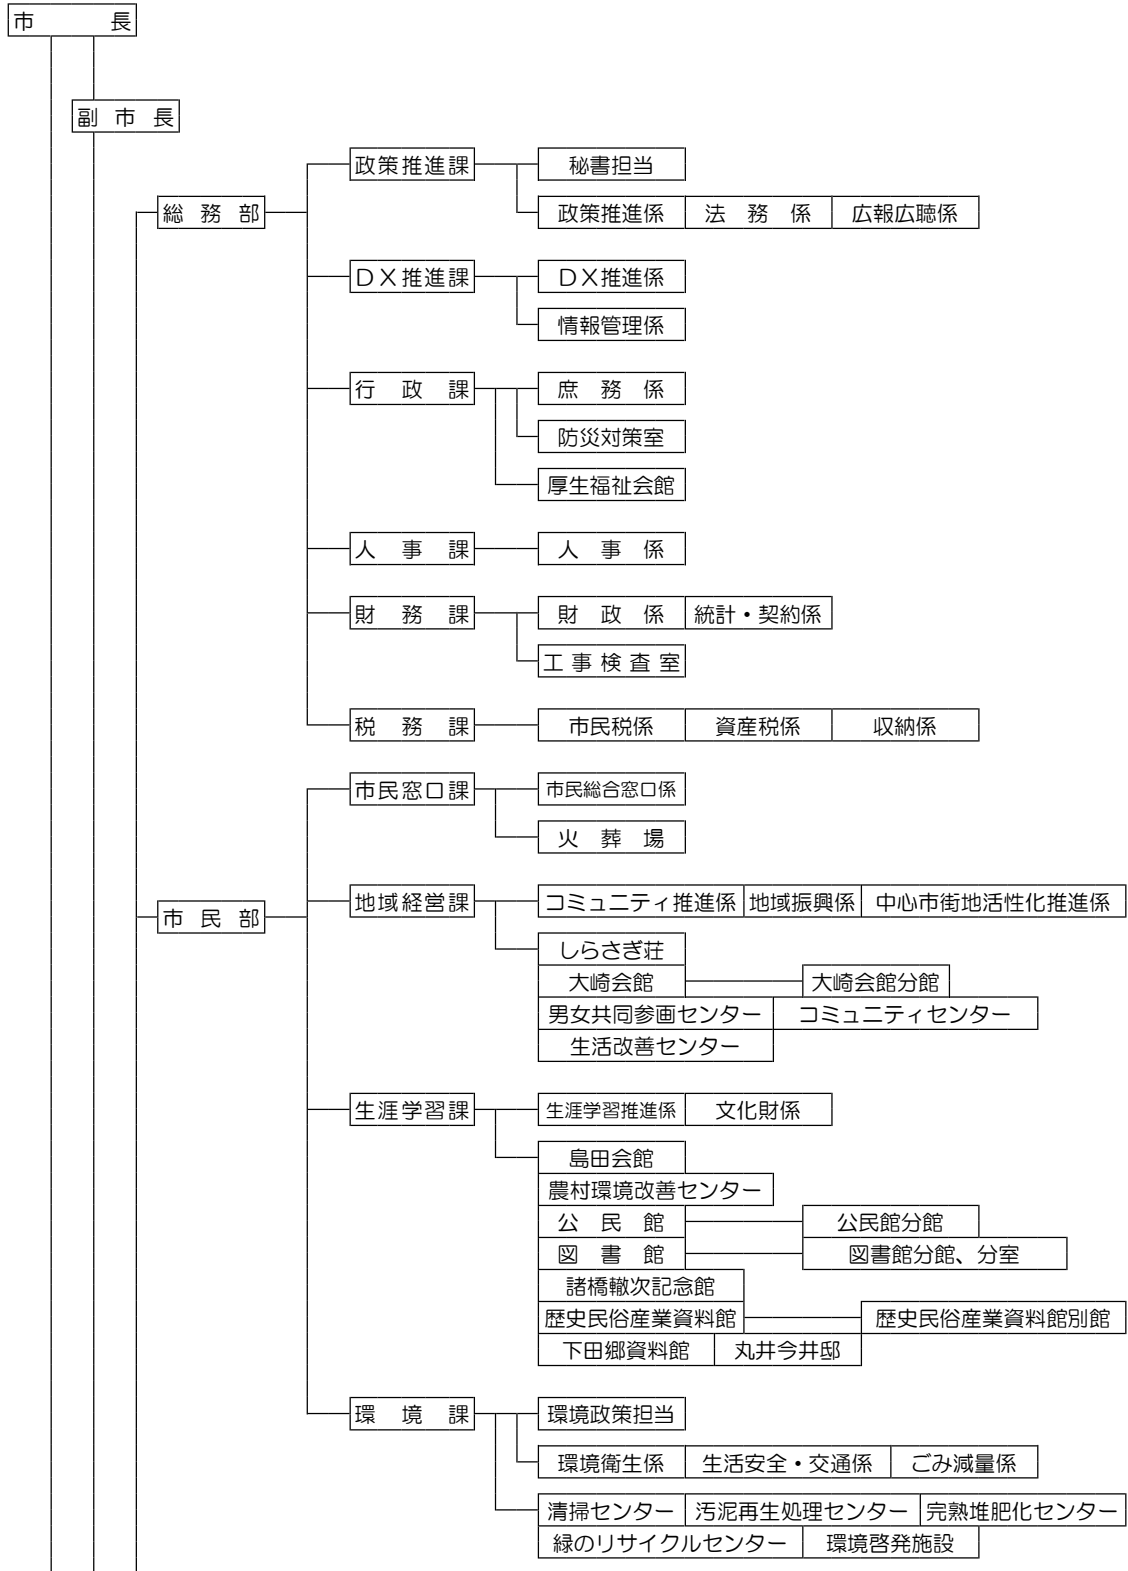 市長
副市長
政策推進課 秘書担当
総務部 政策推進係 法務係 広報広聴係
DX推進課 DX推進係
情報管理係
行政課 庶務係
防災対策室
厚生福祉会館
人事課 人事係
財務課 財政係 統計・契約係
工事検査室
税務課 市民税係 資産税係 収納係
市民窓口課 市民総合窓口係
火葬場
地域経営課 コミュニティ推進係 地域振興係 中心市街地活性化推進係
市民部
しらさぎ荘
大崎会館 大崎会館分館
男女共同参画センター コミュニティセンター
生活改善センター
生涯学習課 生涯学習推進係 文化財係
島田会館
農村環境改善センター
公民館 公民館分館
図書館 図書館分館、分室
諸橋轍次記念館
歴史民俗産業資料館 歴史民俗産業資料館別館
下田郷資料館 丸井今井邸
環境課 環境政策担当
環境衛生係 生活安全・交通係 ごみ減量係
清掃センター 汚泥再生処理センター 完熟堆肥化センター
緑のリサイクルセンター 環境啓発施設